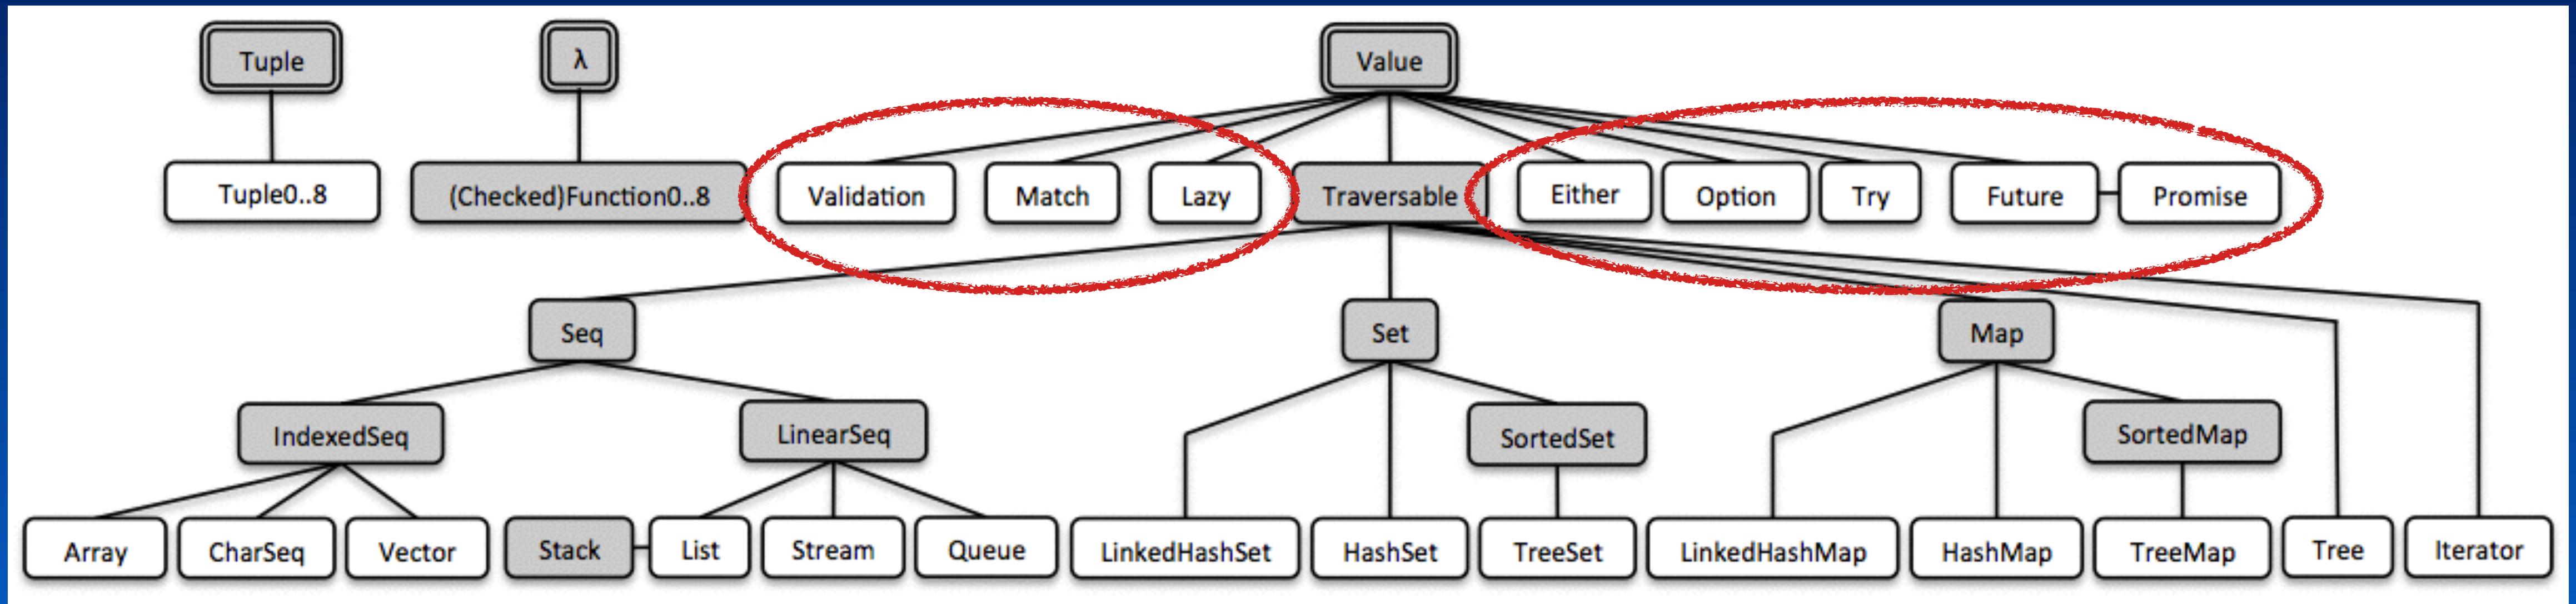 Tuple
λ
Value
Tuple0..8
(Checked)Function0..8
Validation
Match
Lazy
Traversable
Either
Option
Try
Future
Promise
Seq
Set
Map
IndexedSeq
LinearSeq
SortedSet
SortedMap
Array
CharSeq
Vector
Stack
List
Stream
Queue
LinkedHashSet
HashSet
TreeSet
LinkedHashMap
HashMap
TreeMap
Tree
Iterator